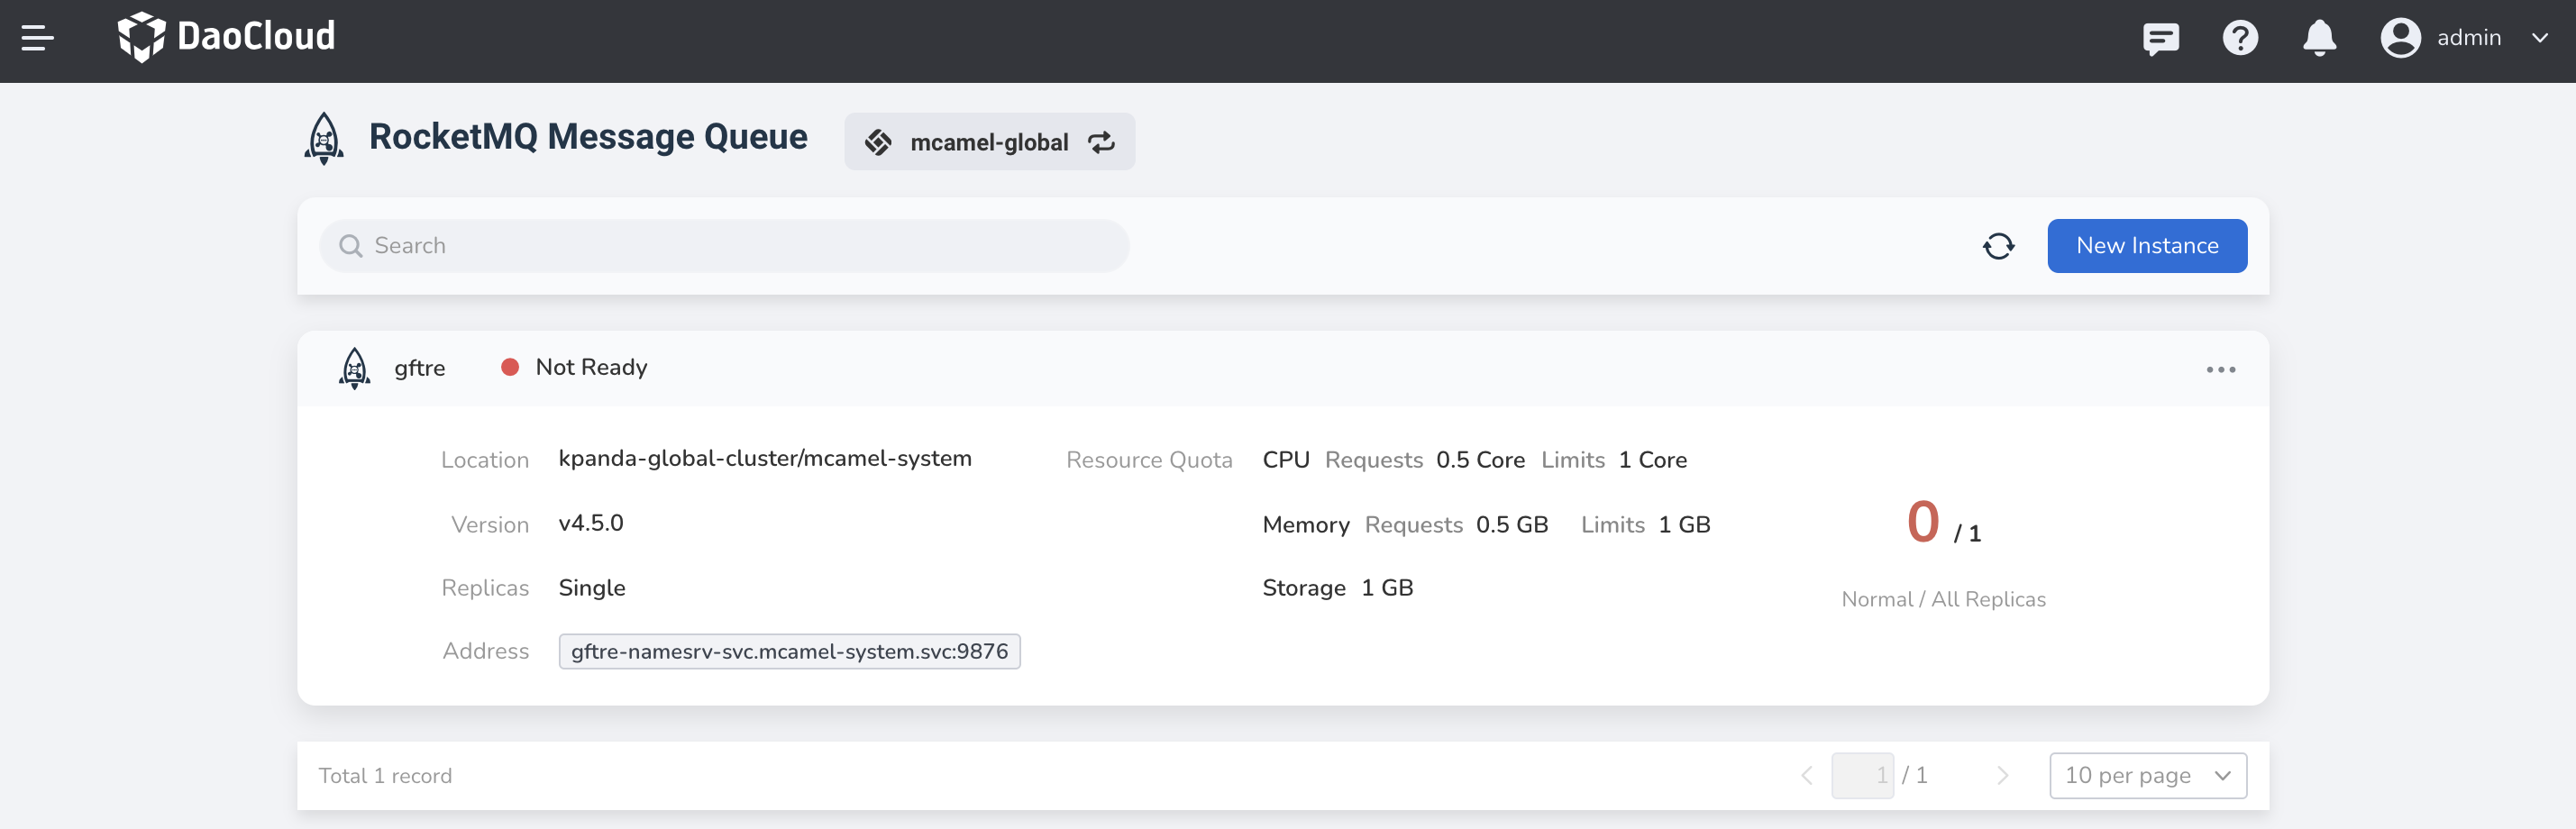 DaoCloud
admin
RocketMQ Message Queue
mcamel-global
Search
New Instance
gftre
Not Ready
Location kpanda-global-cluster/mcamel-system
Resource Quota CPU Requests 0.5 Core Limits 1 Core
Version v4.5.0
Memory Requests 0.5 GB Limits 1 GB
0 / 1
Replicas Single
Storage 1 GB
Normal / All Replicas
Address gftre-namesrv-svc.mcamel-system.svc:9876
Total 1 record
1 / 1
10 per page